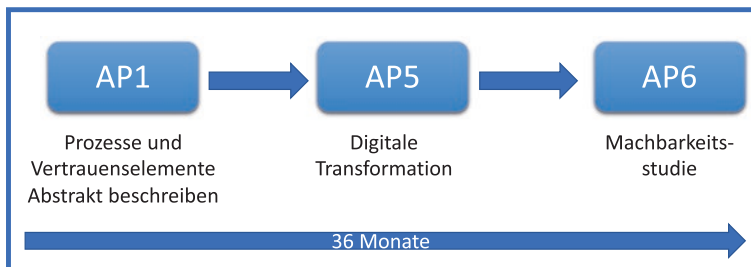 AP1
AP5
AP6
Prozesse und
Vertrauenselemente
Abstrakt beschreiben
Digitale
Transformation
Machbarkeits-
studie
36 Monate